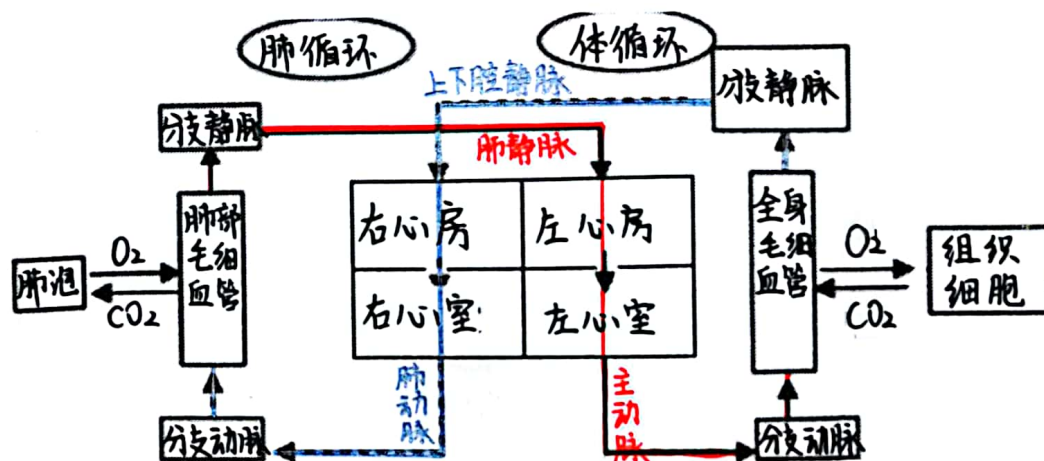 肺循环
体循环
上下腔静脉
分支静脉
分支静脉
肺静脉
肺部
毛细
血管
右心房
左心房
全身
毛细
血管
肺泡
O₂
CO₂
O₂
CO₂
组织
细胞
右心室
左心室
肺动脉
主动脉
分支动脉
分支动脉